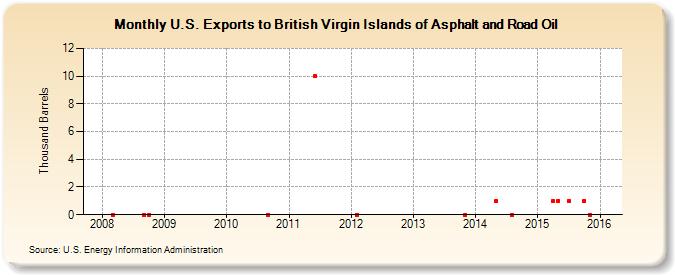 Monthly U.S. Exports to British Virgin Islands of Asphalt and Road Oil
Thousand Barrels
12
10
8
6
4
2
0
2008 2009 2010 2011 2012 2013 2014 2015 2016
Source: U.S. Energy Information Administration